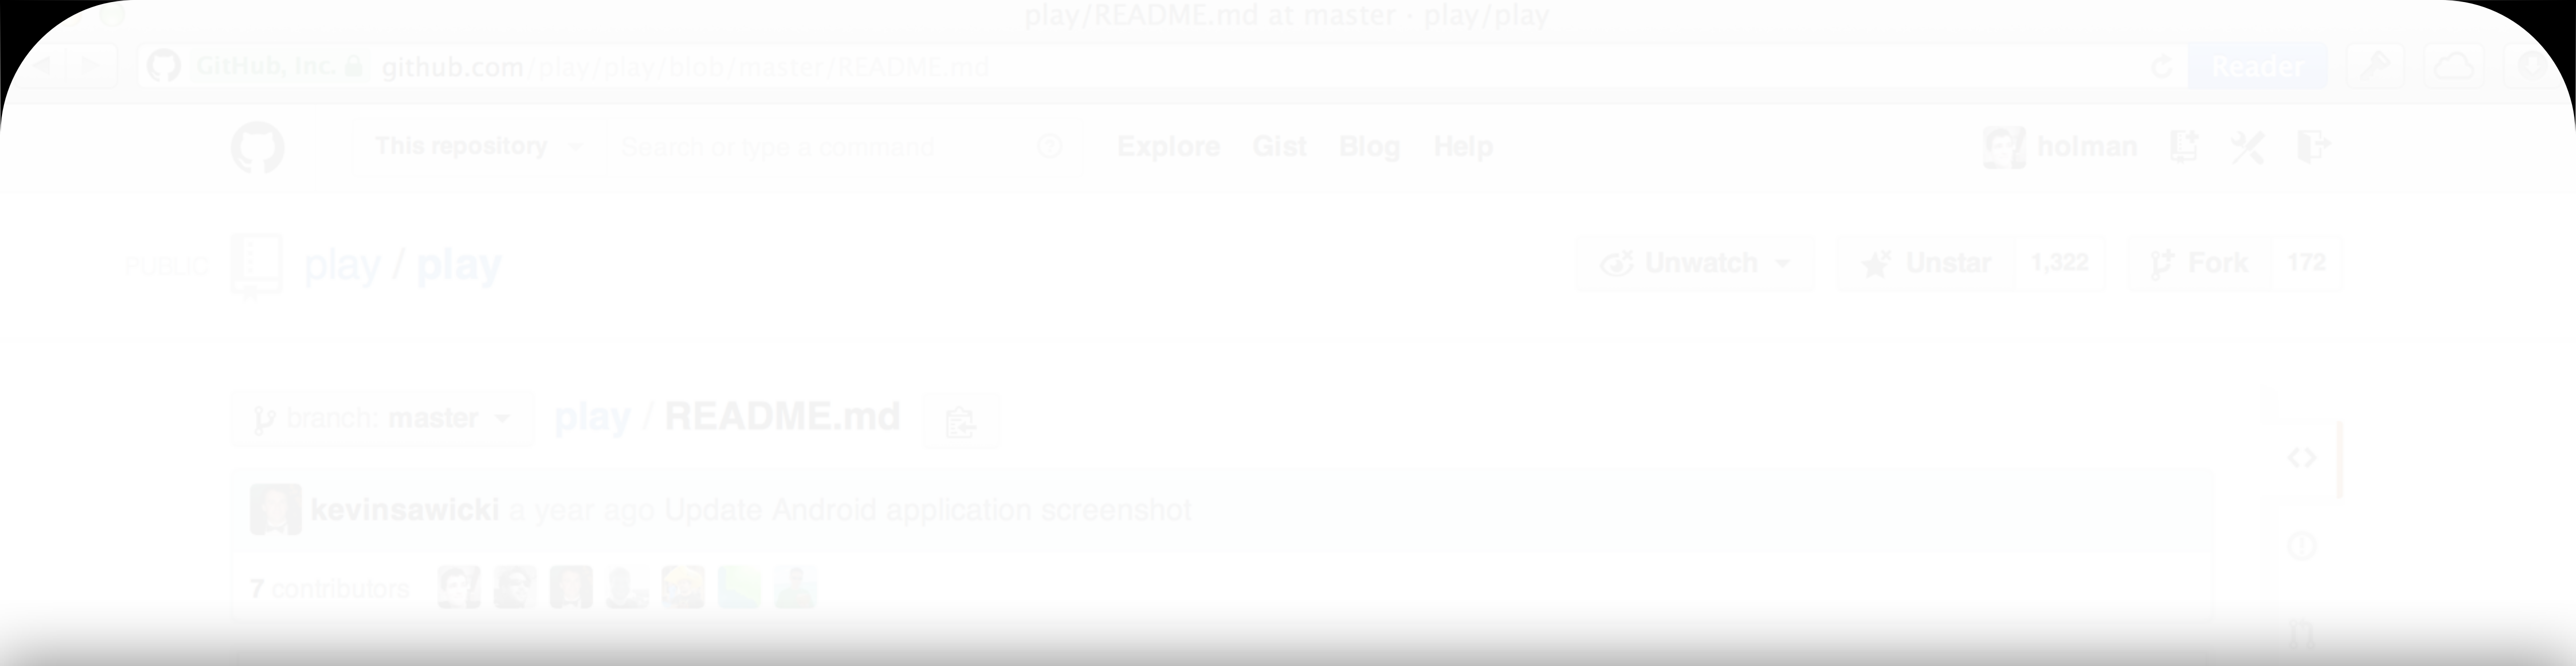 play/README.md at master · play/play
GitHub, Inc. github.com/play/play/blob/master/README.md Reader
This repository Search or type a command Explore Gist Blog Help holman
PUBLIC play / play Unwatch Unstar 1,322 Fork 172
branch: master play / README.md
kevinsawicki a year ago Update Android application screenshot
7 contributors